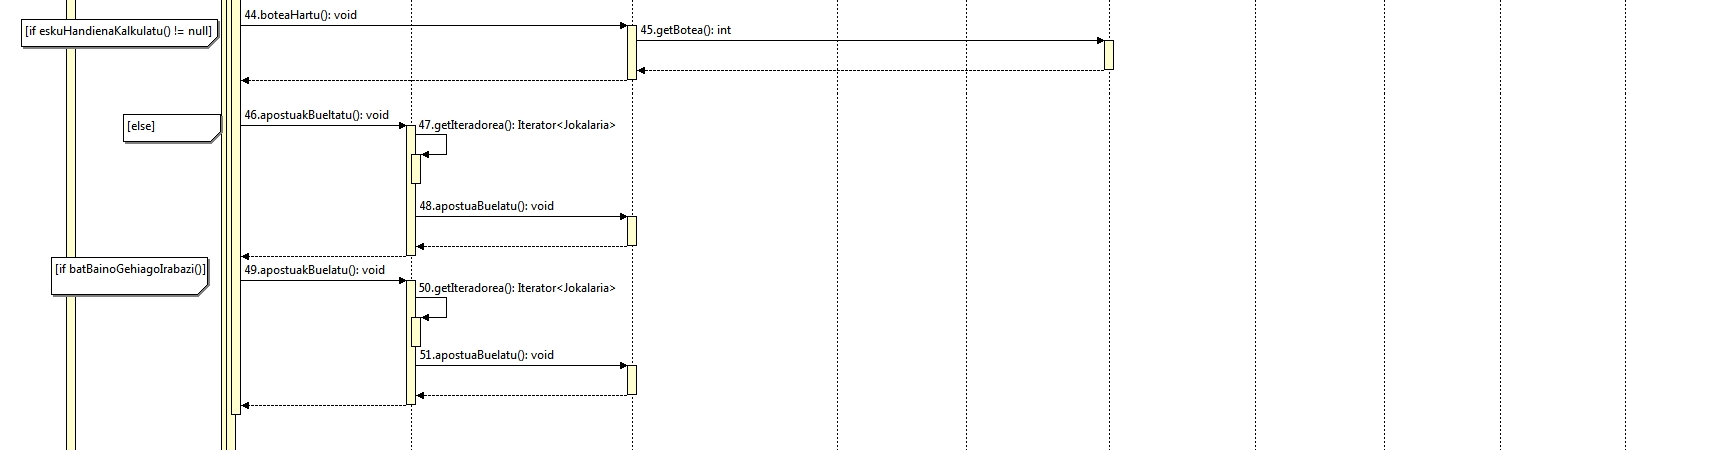 44.boteaHartu(): void
[if eskuHandienaKalkulatu() != null]
45.getBotea(): int
46.apostuakBueltatu(): void
[else]
47.getIteradorea(): Iterator<Jokalaria>
48.apostuaBuelatu(): void
[if batBainoGehiagoIrabazi()]
49.apostuakBuelatu(): void
50.getIteradorea(): Iterator<Jokalaria>
51.apostuaBuelatu(): void